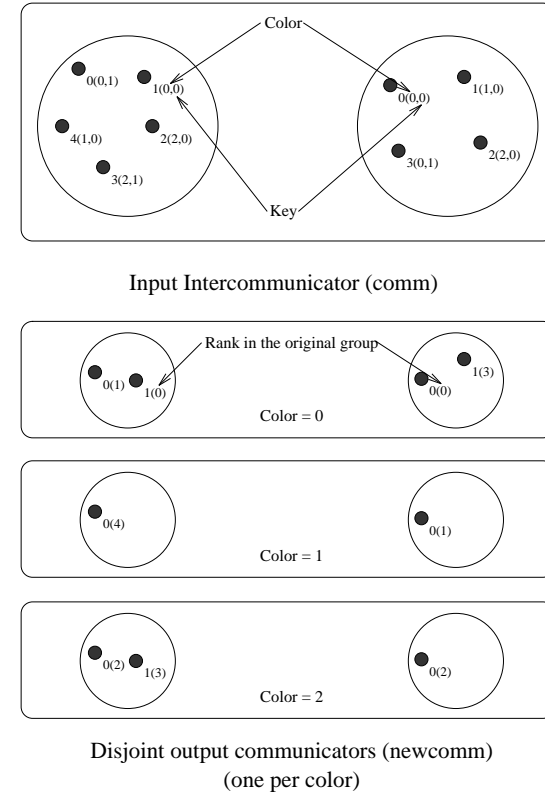 Color
0(0,1)
1(0,0)
4(1,0)
2(2,0)
3(2,1)
0(0,0)
1(1,0)
3(0,1)
2(2,0)
Key
Input Intercommunicator (comm)
Rank in the original group
0(1)
1(0)
0(0)
1(3)
Color = 0
0(4)
0(1)
Color = 1
0(2)
1(3)
0(2)
Color = 2
Disjoint output communicators (newcomm)
(one per color)